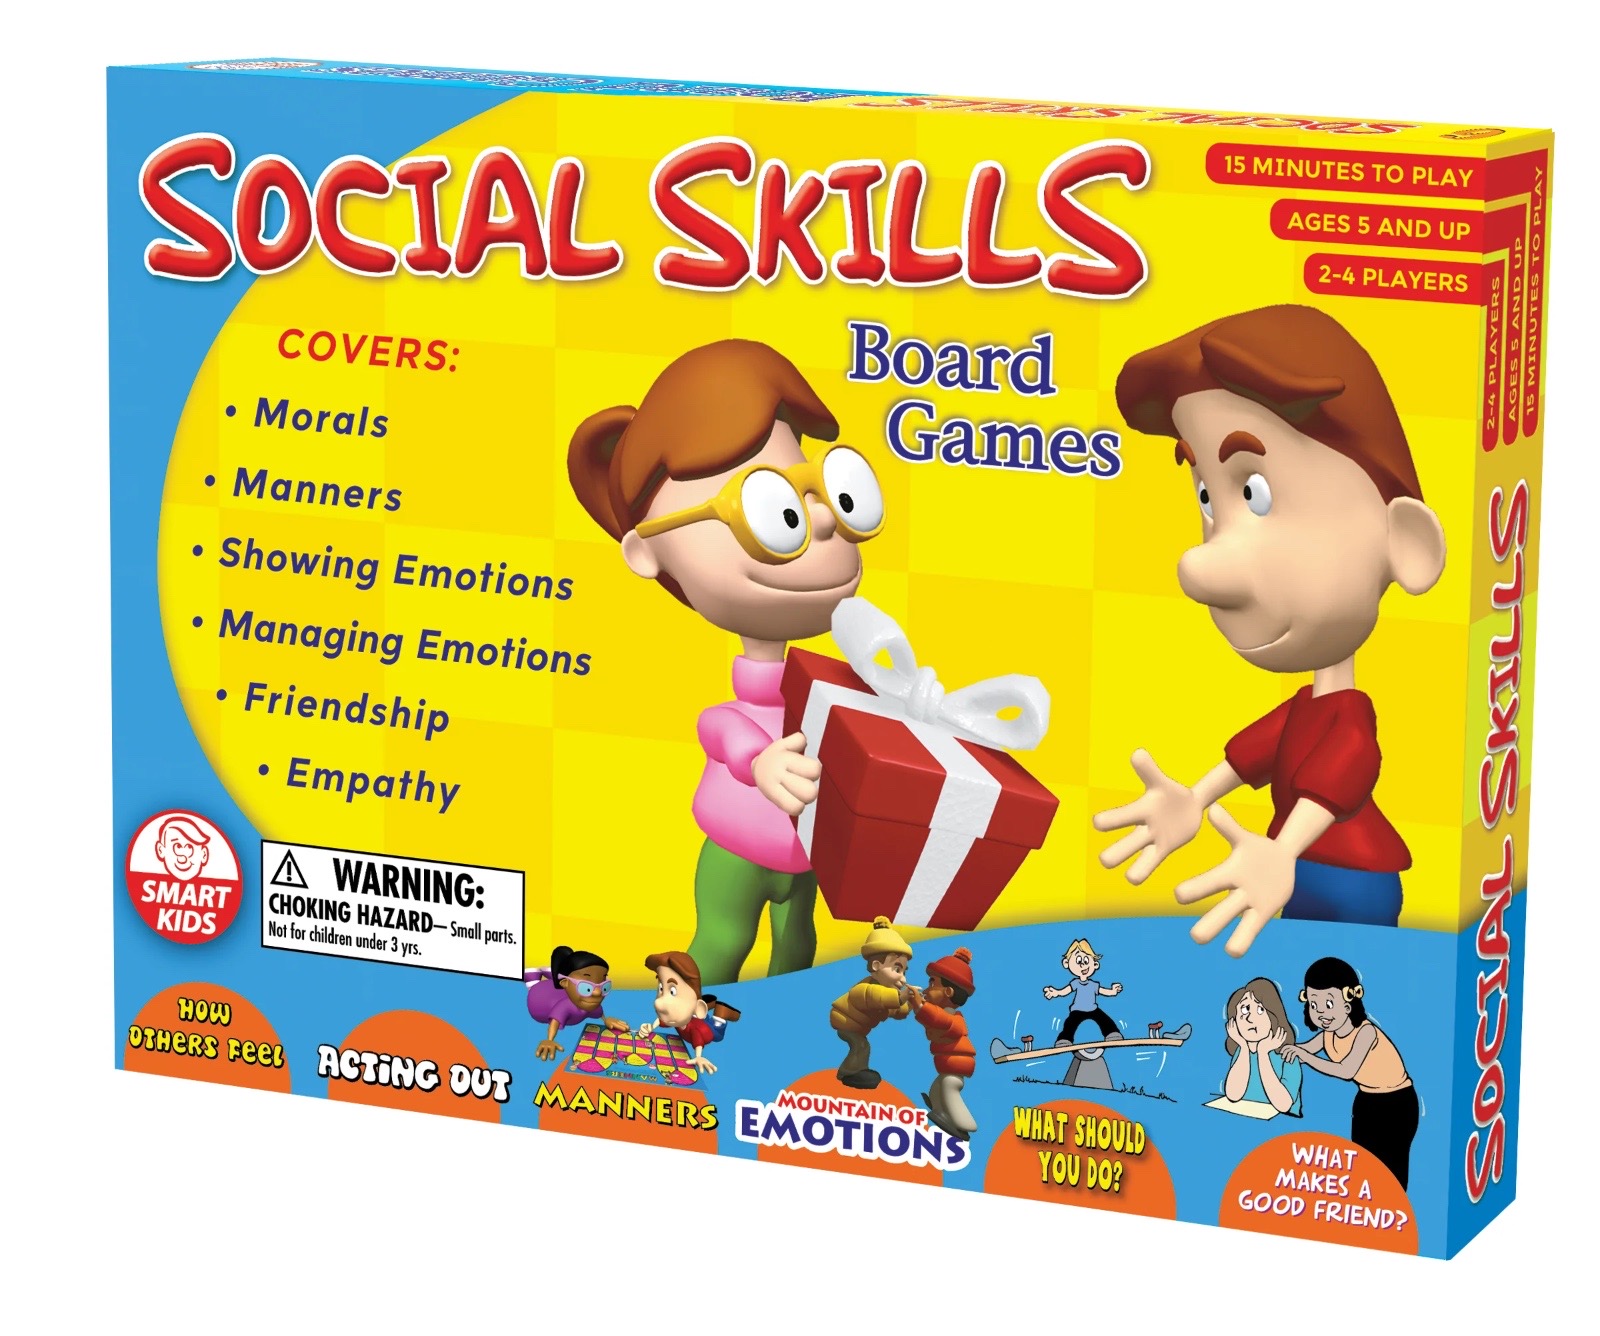 SOCIAL SKILLS
SOCIAL SKILLS
Board
Games
15 MINUTES TO PLAY
AGES 5 AND UP
2-4 PLAYERS
COVERS:
• Morals
• Manners
• Showing Emotions
• Managing Emotions
• Friendship
• Empathy
SMART
KIDS
WARNING:
CHOKING HAZARD— Small parts.
Not for children under 3 yrs.
HOW
OTHERS FEEL
ACTING OUT
MANNERS
MOUNTAIN OF
EMOTIONS
WHAT SHOULD
YOU DO?
WHAT
MAKES A
GOOD FRIEND?
2-4 PLAYERS
AGES 5 AND UP
15 MINUTES TO PLAY
SOCIAL SKILLS